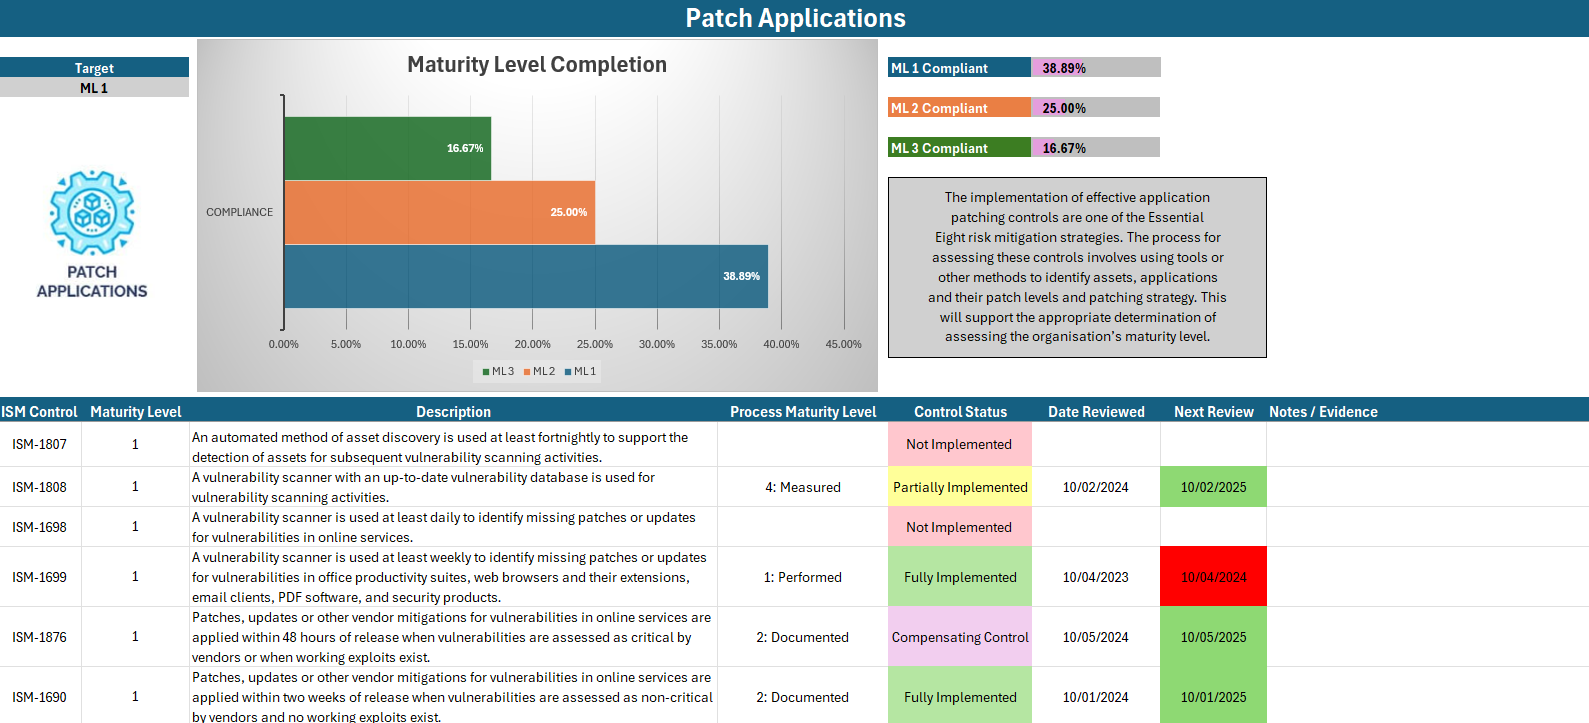 Patch Applications
Target
ML 1
PATCH
APPLICATIONS
Maturity Level Completion
16.67%
25.00%
38.89%
COMPLIANCE
0.00% 5.00% 10.00% 15.00% 20.00% 25.00% 30.00% 35.00% 40.00% 45.00%
ML3 ML2 ML1
ML 1 Compliant 38.89%
ML 2 Compliant 25.00%
ML 3 Compliant 16.67%
The implementation of effective application
patching controls are one of the Essential
Eight risk mitigation strategies. The process for
assessing these controls involves using tools or
other methods to identify assets, applications
and their patch levels and patching strategy. This
will support the appropriate determination of
assessing the organisation's maturity level.
ISM Control Maturity Level Description Process Maturity Level Control Status Date Reviewed Next Review Notes / Evidence
ISM-1807 1
An automated method of asset discovery is used at least fortnightly to support the
detection of assets for subsequent vulnerability scanning activities.
Not Implemented
ISM-1808 1
A vulnerability scanner with an up-to-date vulnerability database is used for
vulnerability scanning activities.
4: Measured Partially Implemented 10/02/2024 10/02/2025
ISM-1698 1
A vulnerability scanner is used at least daily to identify missing patches or updates
for vulnerabilities in online services.
Not Implemented
ISM-1699 1
A vulnerability scanner is used at least weekly to identify missing patches or updates
for vulnerabilities in office productivity suites, web browsers and their extensions,
email clients, PDF software, and security products.
1: Performed Fully Implemented 10/04/2023 10/04/2024
ISM-1876 1
Patches, updates or other vendor mitigations for vulnerabilities in online services are
applied within 48 hours of release when vulnerabilities are assessed as critical by
vendors or when working exploits exist.
2: Documented Compensating Control 10/05/2024 10/05/2025
ISM-1690 1
Patches, updates or other vendor mitigations for vulnerabilities in online services are
applied within two weeks of release when vulnerabilities are assessed as non-critical
by vendors and no working exploits exist.
2: Documented Fully Implemented 10/01/2024 10/01/2025